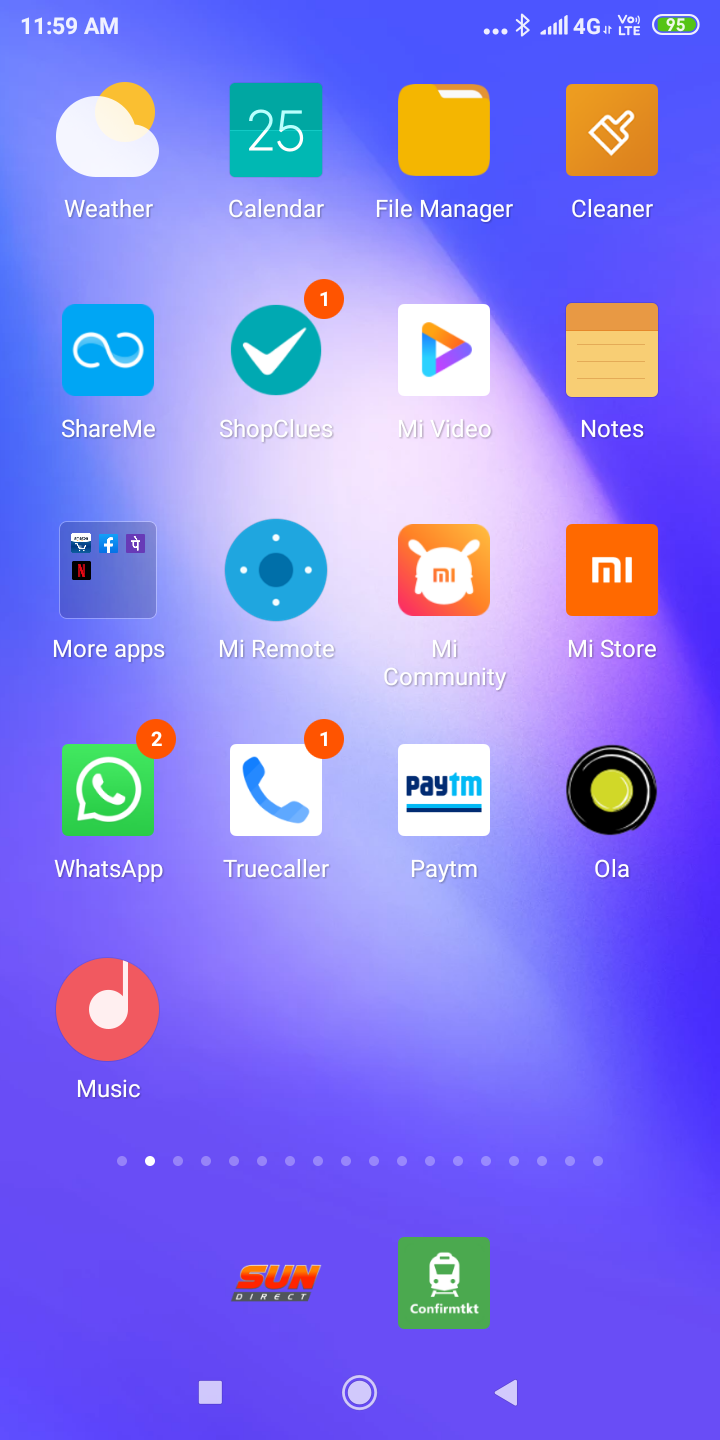 11:59 AM
4G
Vo)) LTE
95
25
Weather
Calendar
File Manager
Cleaner
1
ShareMe
ShopClues
Mi Video
Notes
पे
N
More apps
Mi Remote
Mi
Community
Mi Store
2
1
paytm
WhatsApp
Truecaller
Paytm
Ola
Music
SUN
DIRECT
Confirmtkt